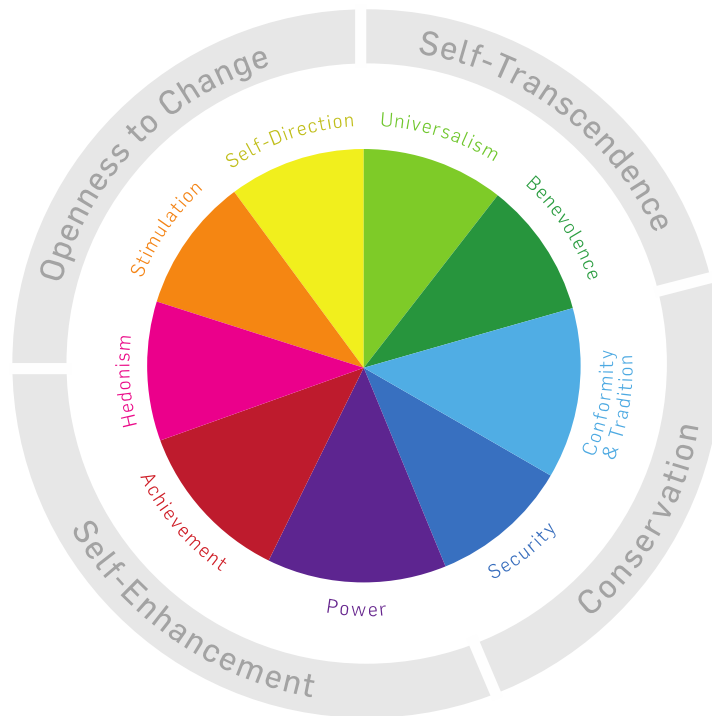 Openness to Change
Self-Transcendence
Self-Direction
Universalism
Stimulation
Benevolence
Hedonism
Conformity
& Tradition
Achievement
Security
Power
Self-Enhancement
Conservation